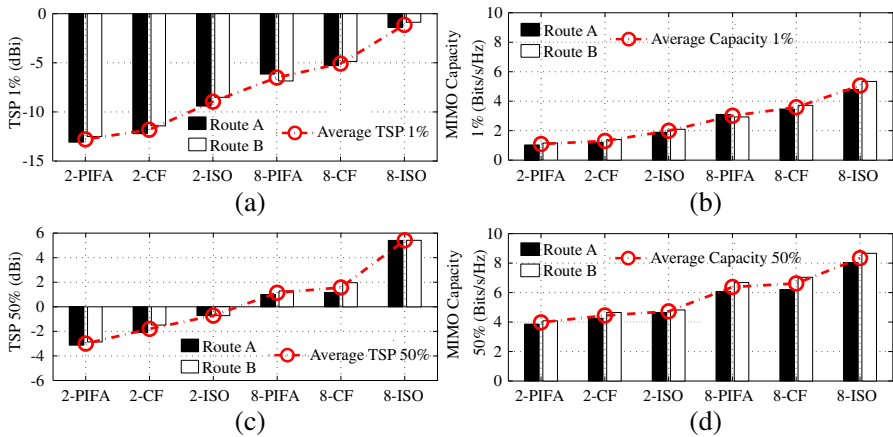 0
-5
-10
-15
TSP 1% (dBi)
Route A
Route B
Average TSP 1%
2-PIFA 2-CF 2-ISO 8-PIFA 8-CF 8-ISO
(a)
10
8
6
4
2
0
MIMO Capacity
1% (Bits/s/Hz)
Route A
Route B
Average Capacity 1%
2-PIFA 2-CF 2-ISO 8-PIFA 8-CF 8-ISO
(b)
6
4
2
0
-2
-4
-6
TSP 50% (dBi)
Route A
Route B
Average TSP 50%
2-PIFA 2-CF 2-ISO 8-PIFA 8-CF 8-ISO
(c)
10
8
6
4
2
0
MIMO Capacity
50% (Bits/s/Hz)
Route A
Route B
Average Capacity 50%
2-PIFA 2-CF 2-ISO 8-PIFA 8-CF 8-ISO
(d)